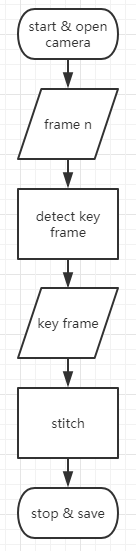 start & open
camera
frame n
detect key
frame
key frame
stitch
stop & save